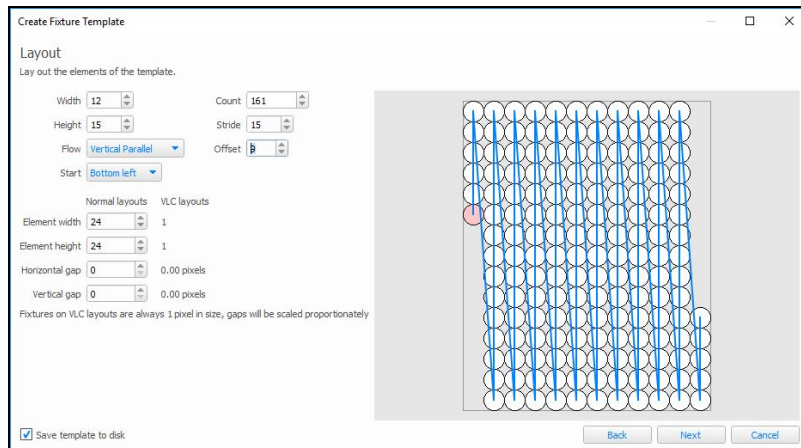 Create Fixture Template
Layout
Lay out the elements of the template.
Width 12 Count 161
Height 15 Stride 15
Flow Vertical Parallel Offset 9
Start Bottom left
Normal layouts VLC layouts
Element width 24 1
Element height 24 1
Horizontal gap 0 0.00 pixels
Vertical gap 0 0.00 pixels
Fixtures on VLC layouts are always 1 pixel in size, gaps will be scaled proportionately
Save template to disk Back Next Cancel